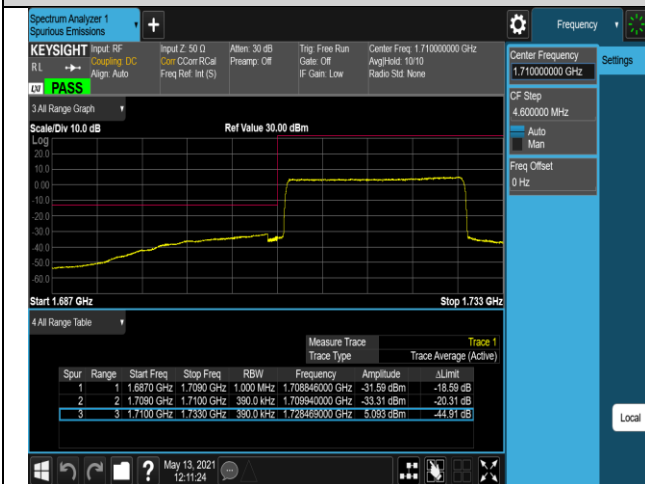 Spectrum Analyzer 1
Spurious Emissions
Frequency
KEYSIGHT Input: RF Input Z: 50 Ω Atten: 30 dB Trig: Free Run Center Freq: 1.710000000 GHz
RL Coupling: DC Corr CCorr RCal Preamp: Off Gate: Off Avg|Hold: 10/10
Align: Auto Freq Ref: Int (S) IF Gain: Low Radio Std: None
LXI PASS
Center Frequency
1.710000000 GHz
Settings
CF Step
4.600000 MHz
Auto
Man
Freq Offset
0 Hz
3 All Range Graph
Scale/Div 10.0 dB Ref Value 30.00 dBm
Log
20.0
10.0
0.00
-10.0
-20.0
-30.0
-40.0
-50.0
-60.0
Start 1.687 GHz Stop 1.733 GHz
4 All Range Table
Measure Trace Trace 1
Trace Type Trace Average (Active)
Spur Range Start Freq Stop Freq RBW Frequency Amplitude ΔLimit
1 1 1.6870 GHz 1.7090 GHz 1.000 MHz 1.708846000 GHz -31.59 dBm -18.59 dB
2 2 1.7090 GHz 1.7100 GHz 390.0 kHz 1.709940000 GHz -33.31 dBm -20.31 dB
3 3 1.7100 GHz 1.7330 GHz 390.0 kHz 1.728469000 GHz 5.093 dBm -44.91 dB
Local
May 13, 2021
12:11:24